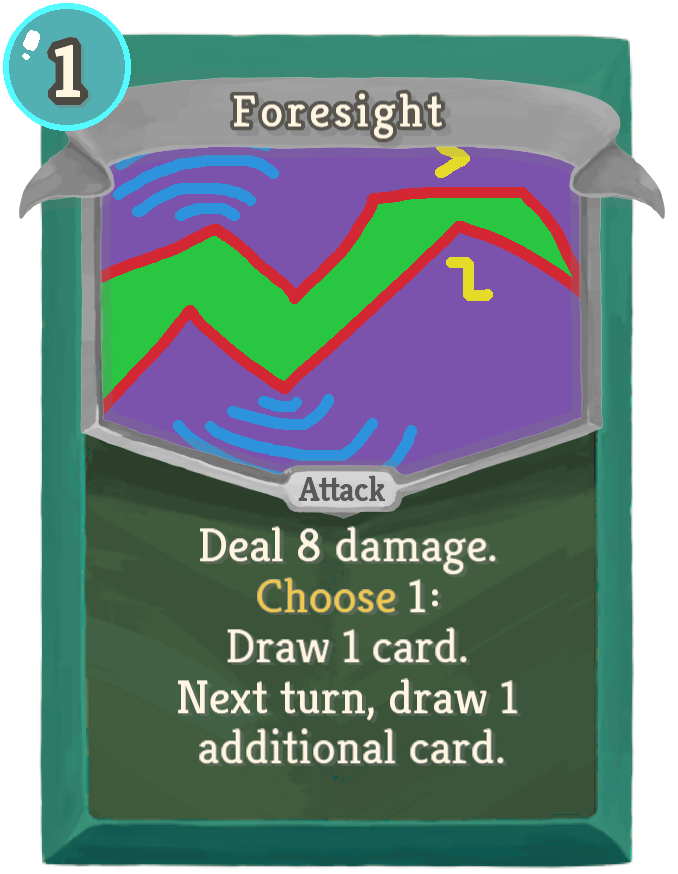 1
Foresight
Attack
Deal 8 damage.
Choose 1:
Draw 1 card.
Next turn, draw 1
additional card.